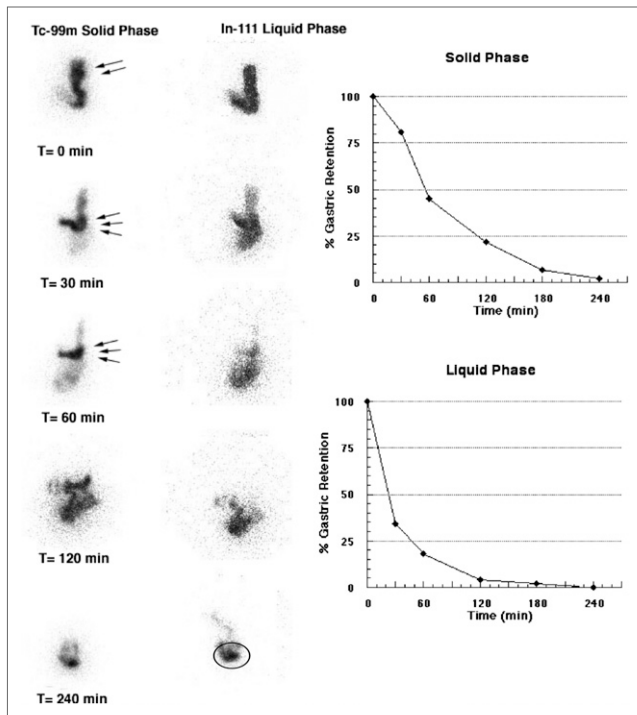 Tc-99m Solid Phase
In-111 Liquid Phase
T= 0 min
T= 30 min
T= 60 min
T= 120 min
T= 240 min
Solid Phase
% Gastric Retention
100
75
50
25
0
0 60 120 180 240
Time (min)
Liquid Phase
% Gastric Retention
100
75
50
25
0
0 60 120 180 240
Time (min)